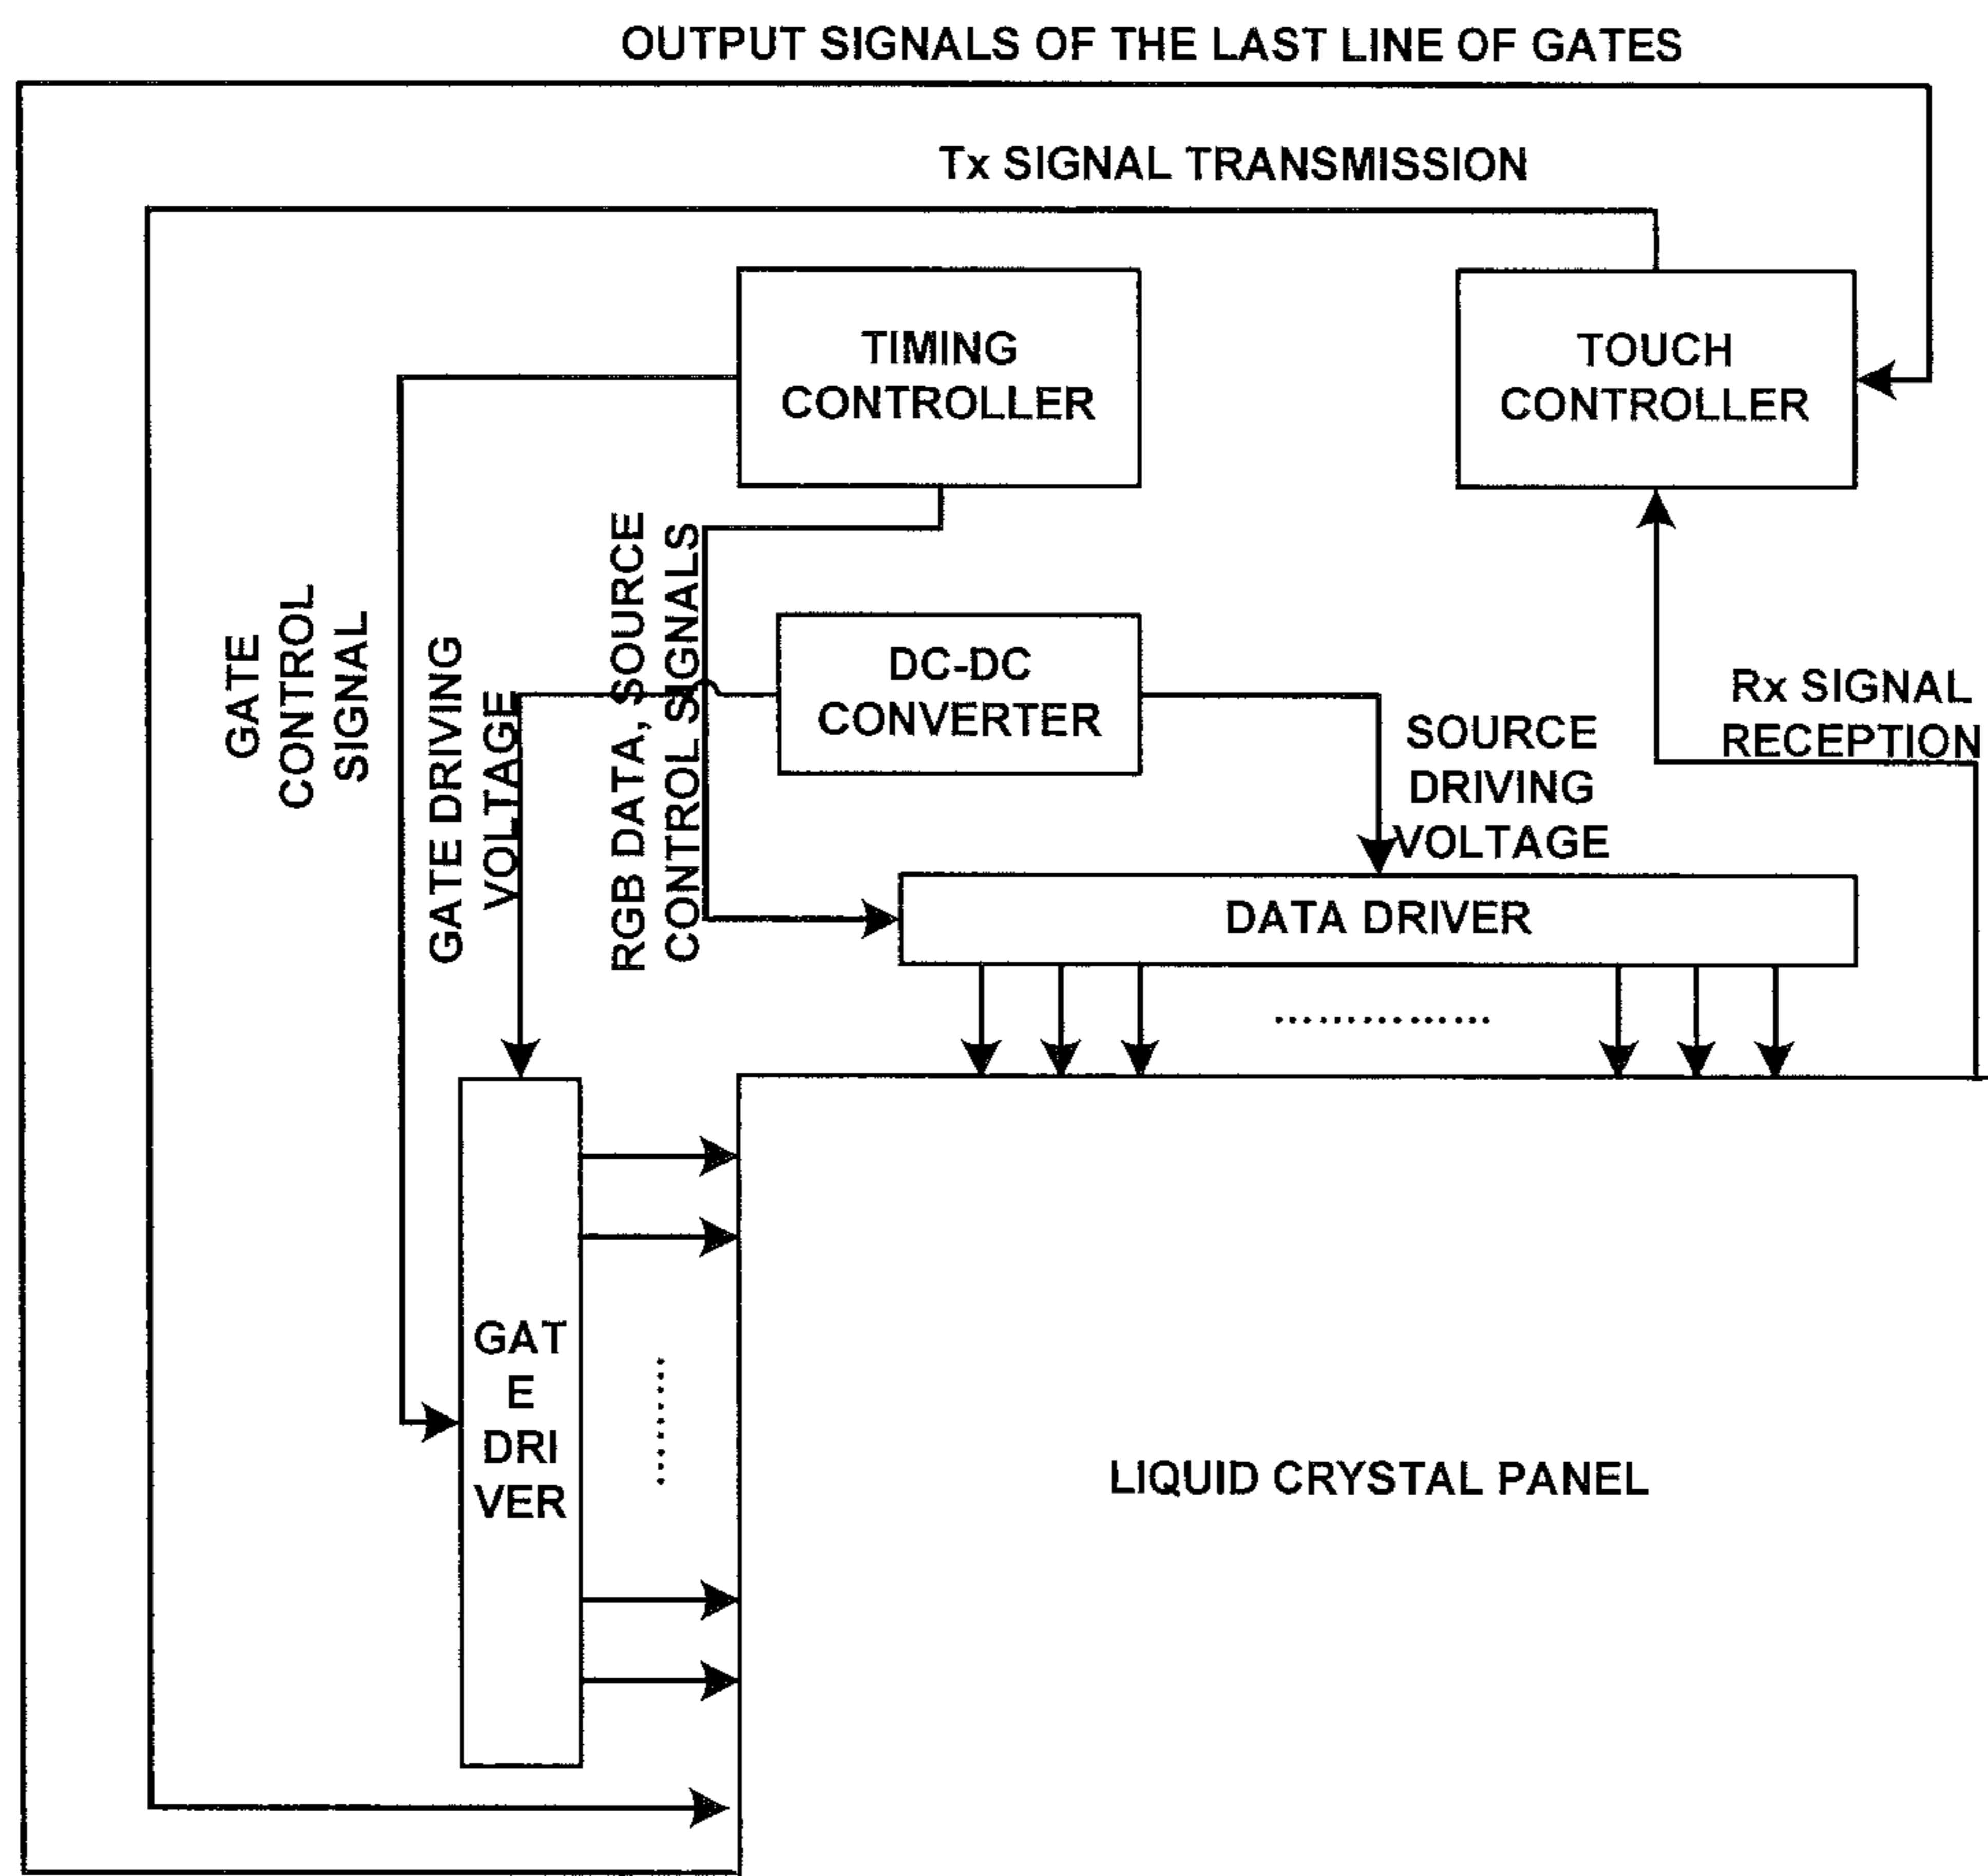 OUTPUT SIGNALS OF THE LAST LINE OF GATES
Tx SIGNAL TRANSMISSION
TIMING
CONTROLLER
TOUCH
CONTROLLER
GATE
CONTROL
SIGNAL
GATE DRIVING
VOLTAGE
RGB DATA, SOURCE
CONTROL SIGNALS
DC-DC
CONVERTER
SOURCE
DRIVING
VOLTAGE
Rx SIGNAL
RECEPTION
DATA DRIVER
GAT
E
DRI
VER
LIQUID CRYSTAL PANEL